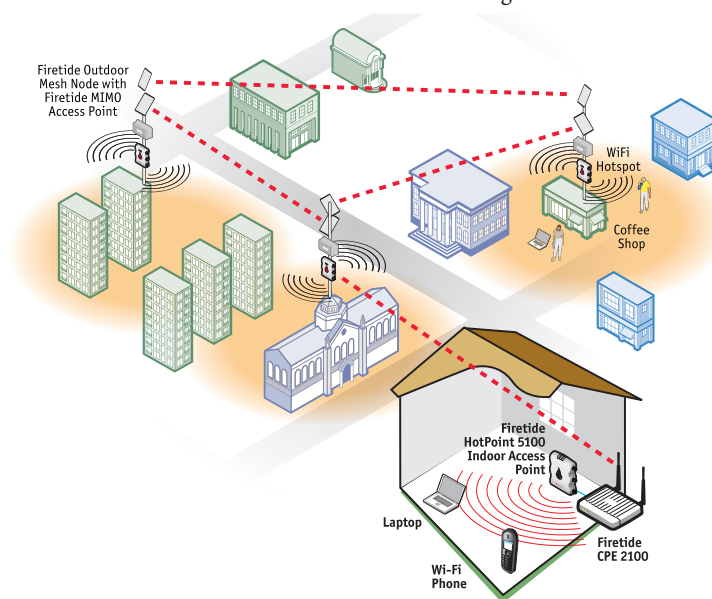 Firetide Outdoor
Mesh Node with
Firetide MIMO
Access Point
WiFi
Hotspot
Coffee
Shop
Firetide
HotPoint 5100
Indoor Access
Point
Laptop
Wi-Fi
Phone
Firetide
CPE 2100